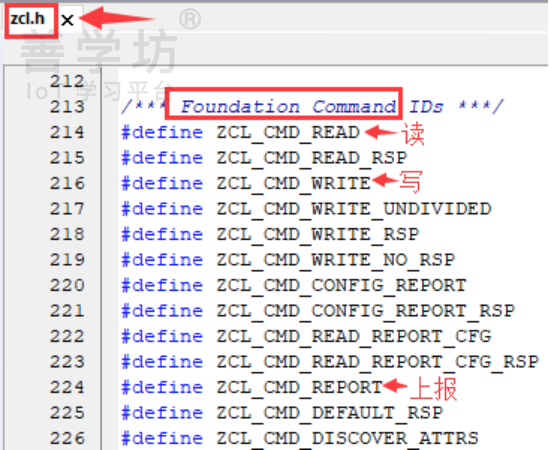 zcl.h ×
善学坊®
IoT学习平台
212
213 /*** Foundation Command IDs ***/
214 #define ZCL_CMD_READ 读
215 #define ZCL_CMD_READ_RSP
216 #define ZCL_CMD_WRITE 写
217 #define ZCL_CMD_WRITE_UNDIVIDED
218 #define ZCL_CMD_WRITE_RSP
219 #define ZCL_CMD_WRITE_NO_RSP
220 #define ZCL_CMD_CONFIG_REPORT
221 #define ZCL_CMD_CONFIG_REPORT_RSP
222 #define ZCL_CMD_READ_REPORT_CFG
223 #define ZCL_CMD_READ_REPORT_CFG_RSP
224 #define ZCL_CMD_REPORT 上报
225 #define ZCL_CMD_DEFAULT_RSP
226 #define ZCL_CMD_DISCOVER_ATTRS